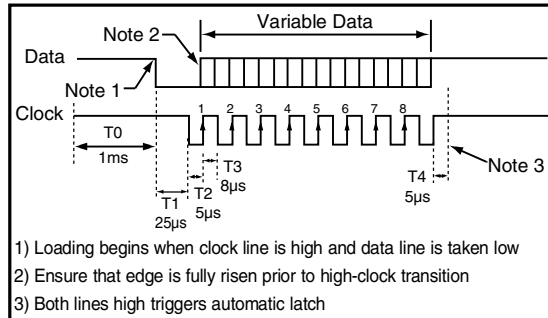 Variable Data
Note 2
Data
Note 1
Clock
1 2 3 4 5 6 7 8
T0
1ms
T3
8µs
Note 3
T1
25µs
T2
5µs
T4
5µs
1) Loading begins when clock line is high and data line is taken low
2) Ensure that edge is fully risen prior to high-clock transition
3) Both lines high triggers automatic latch